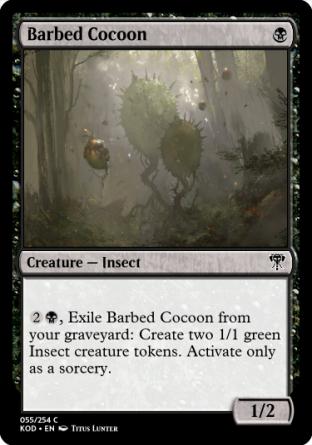 Barbed Cocoon
Creature — Insect
2 , Exile Barbed Cocoon from
your graveyard: Create two 1/1 green
Insect creature tokens. Activate only
as a sorcery.
055/254 C
KOD • EN Titus Lunter
1/2